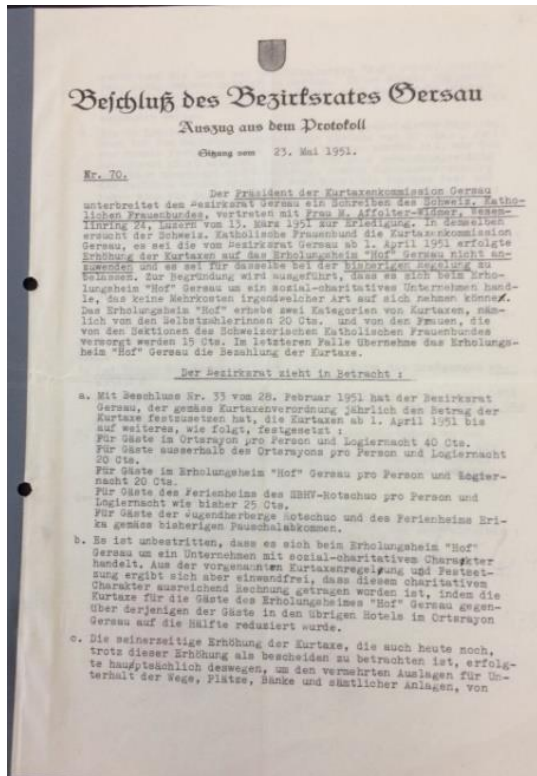 Beschluß des Bezirksrates Gersau
Auszug aus dem Protokoll
Sitzung vom 23. Mai 1951.
Nr. 70.
Der Präsident der Kurtaxenkommission Gersau
unterbreitet dem Bezirksrat Gersau ein Schreiben des Schweiz. Katho-
lichen Frauenbundes, vertreten mit Frau M. Affolter-Widmer, Wesem-
linring 24, Luzern vom 15. März 1951 zur Erledigung. In demselben
ersucht der Schweiz. Katholische Frauenbund die Kurtaxenkommission
Gersau, es sei die vom Bezirksrat Gersau ab 1. April 1951 erfolgte
Erhöhung der Kurtaxen auf das Erholungsheim "Hof" Gersau nicht an-
zuwenden und es sei für dasselbe bei der bisherigen Regelung zu
belassen. Zur Begründung wird ausgeführt, dass es sich beim Erho-
lungsheim "Hof" Gersau um ein sozial-charitatives Unternehmen hand-
le, das keine Mehrkosten irgendwelcher Art auf sich nehmen könne.
Das Erholungsheim "Hof" erhebe zwei Kategorien von Kurtaxen, näm-
lich von den Selbstzahlerinnen 20 Cts. und von den Frauen, die
von den Sektionen des Schweizerischen Katholischen Frauenbundes
versorgt werden 15 Cts. Im letzteren Falle übernehme das Erholungs-
heim "Hof" Gersau die Bezahlung der Kurtaxe.
Der Bezirksrat zieht in Betracht :
a. Mit Beschluss Nr. 33 vom 28. Februar 1951 hat der Bezirksrat
Gersau, der gemäss Kurtaxenverordnung jährlich den Betrag der
Kurtaxe festzusetzen hat, die Kurtaxen ab 1. April 1951 bis
auf weiteres, wie folgt, festgesetzt :
Für Gäste im Ortsrayon pro Person und Logiernacht 40 Cts.
Für Gäste ausserhalb des Ortsrayons pro Person und Logiernacht
20 Cts.
Für Gäste im Erholungsheim "Hof" Gersau pro Person und Logier-
nacht 20 Cts.
Für Gäste des Ferienheims des SBHV-Rotschuo pro Person und
Logiernacht wie bisher 25 Cts.
Für Gäste der Jugendherberge Rotschuo und des Ferienheims Eri-
ka gemäss bisherigen Pauschalabkommen.
b. Es ist unbestritten, dass es sich beim Erholungsheim "Hof"
Gersau um ein Unternehmen mit sozial-charitativem Charakter
handelt. Aus der vorgenannten Kurtaxenregelung und Festset-
zung ergibt sich aber einwandfrei, dass diesem charitativem
Charakter ausreichend Rechnung getragen worden ist, indem die
Kurtaxe für die Gäste des Erholungsheimes "Hof" Gersau gegen-
über derjenigen der Gäste in den übrigen Hotels im Ortsrayon
Gersau auf die Hälfte reduziert wurde.
c. Die seinerzeitige Erhöhung der Kurtaxe, die auch heute noch,
trotz dieser Erhöhung als bescheiden zu betrachten ist, erfolg-
te hauptsächlich deswegen, um den vermehrten Auslagen für Un-
terhalt der Wege, Plätze, Bänke und sämtlicher Anlagen, von